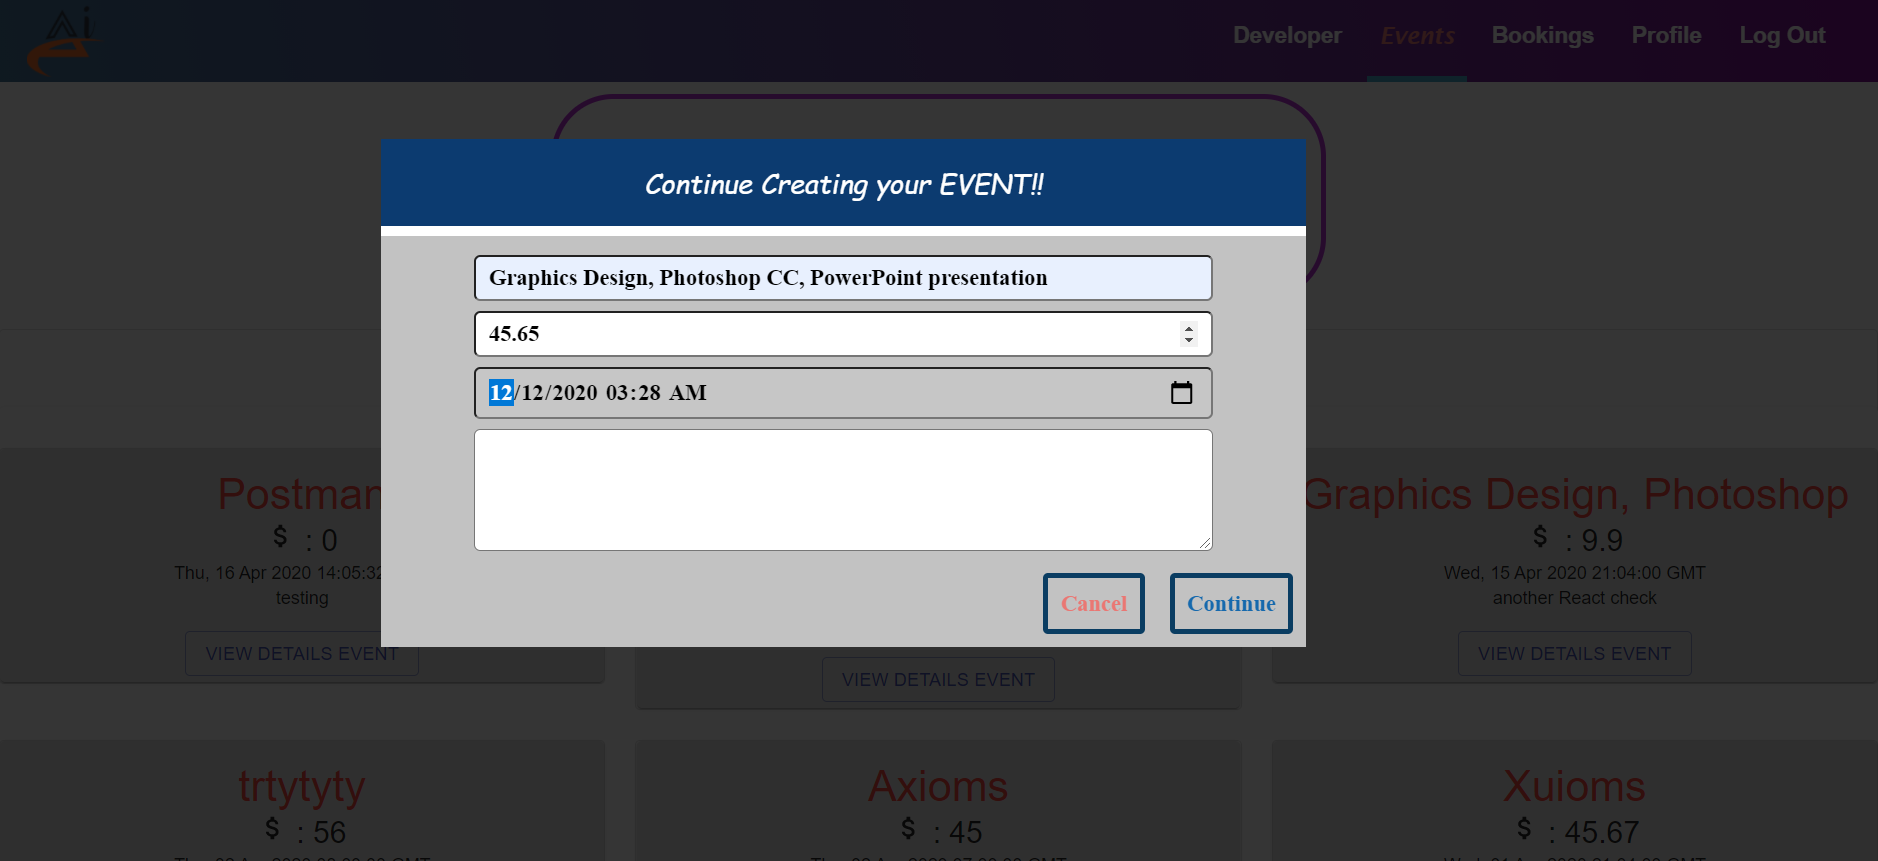 Ai
Developer Events Bookings Profile Log Out
Continue Creating your EVENT!!
Graphics Design, Photoshop CC, PowerPoint presentation
45.65
12/12/2020 03:28 AM
Cancel Continue
Postman
$ : 0
Thu, 16 Apr 2020 14:05:32
testing
VIEW DETAILS EVENT
VIEW DETAILS EVENT
Graphics Design, Photoshop
$ : 9.9
Wed, 15 Apr 2020 21:04:00 GMT
another React check
VIEW DETAILS EVENT
trtytyty
$ : 56
Axioms
$ : 45
Xuioms
$ : 45.67